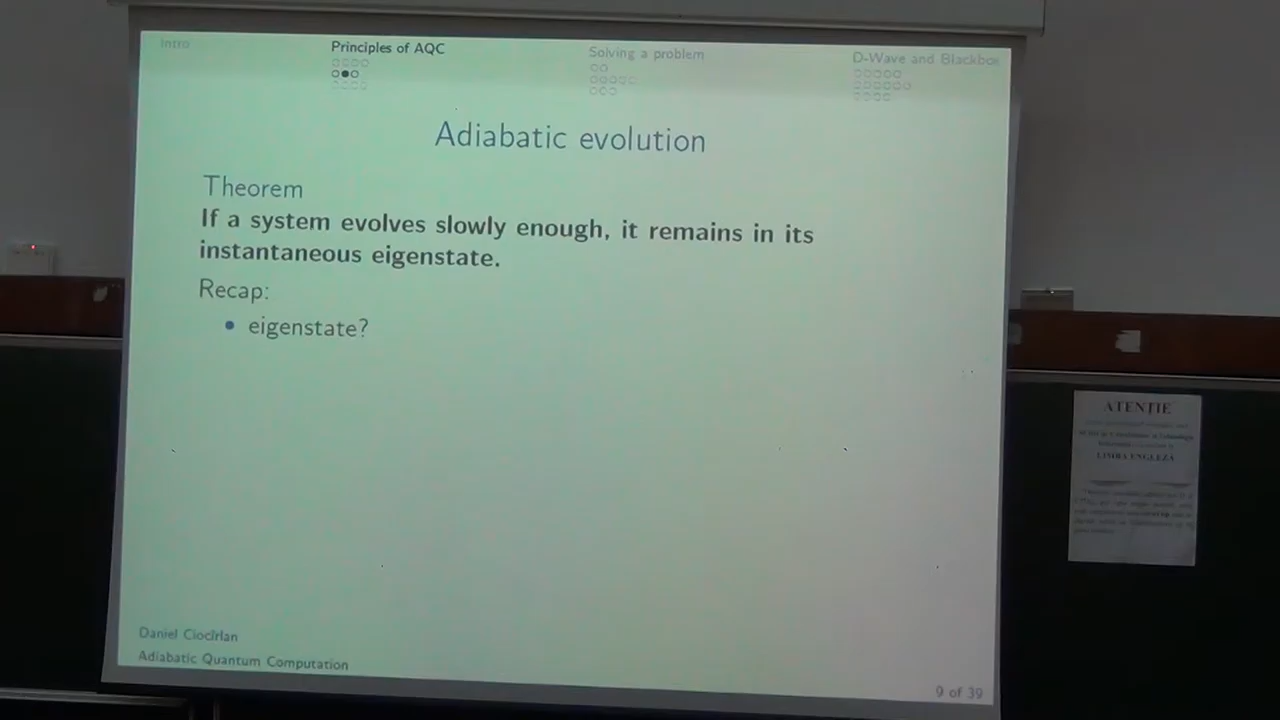 Intro
Principles of AQC
Solving a problem
D-Wave and Blackbox
Adiabatic evolution
Theorem
If a system evolves slowly enough, it remains in its
instantaneous eigenstate.
Recap:
• eigenstate?
Daniel Ciocîrlan
Adiabatic Quantum Computation
9 of 39
ATENȚIE
LIMBA ENGLEZĂ